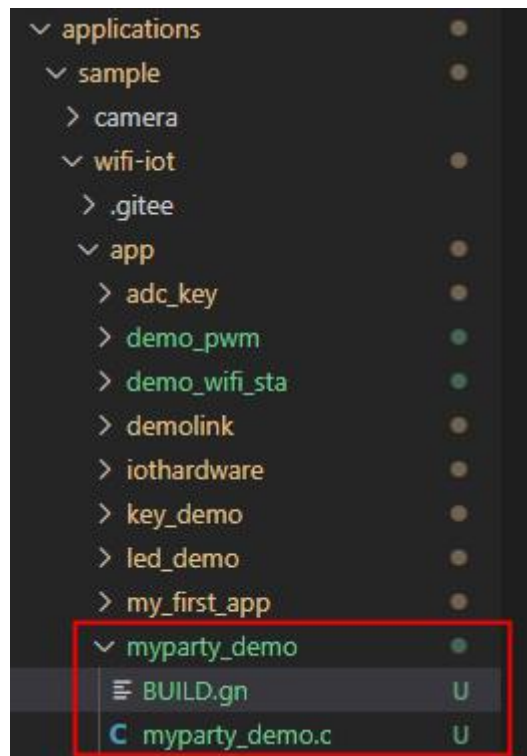 applications
sample
camera
wifi-iot
.gitee
app
adc_key
demo_pwm
demo_wifi_sta
demolink
iothardware
key_demo
led_demo
my_first_app
myparty_demo
BUILD.gn U
C myparty_demo.c U